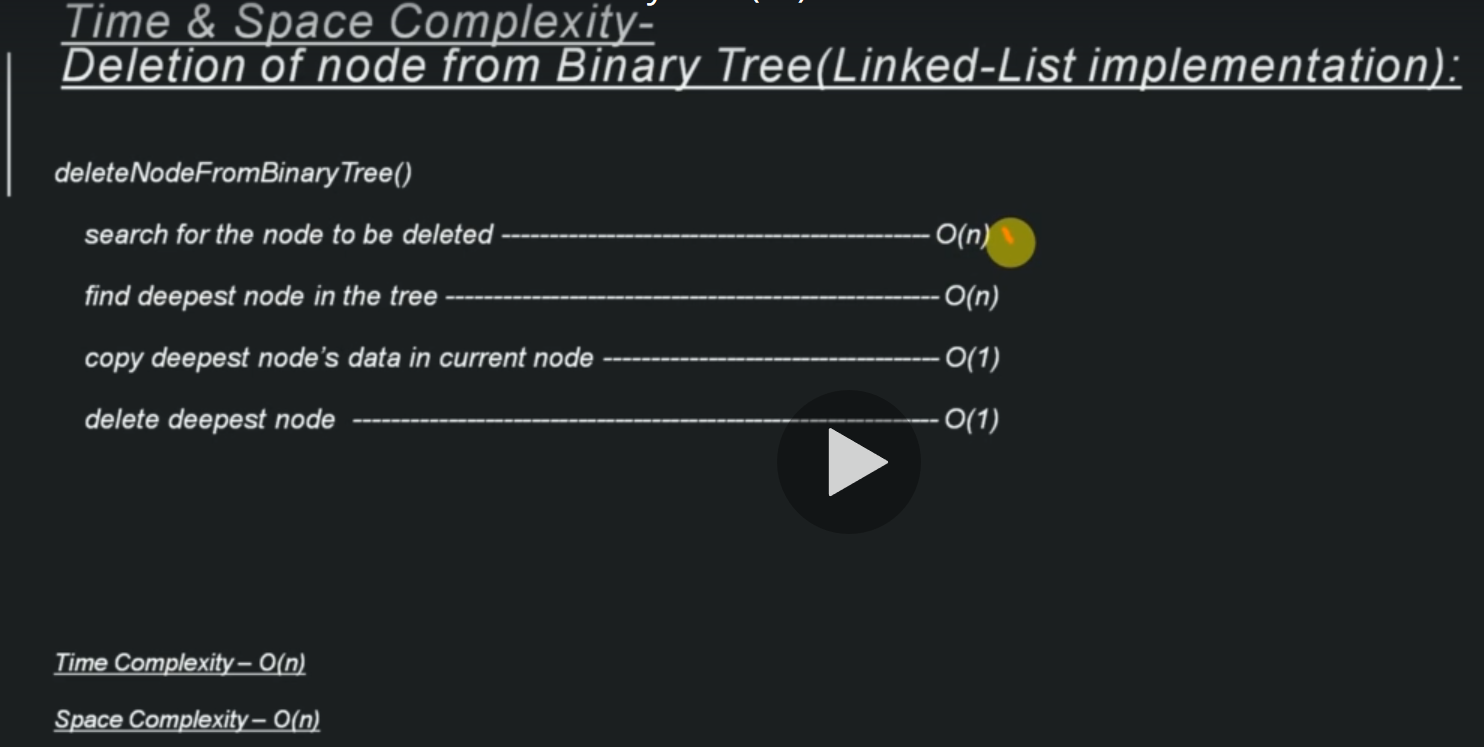 Time & Space Complexity-
Deletion of node from Binary Tree(Linked-List implementation):
deleteNodeFromBinaryTree()
search for the node to be deleted ------------------------------------------- O(n)
find deepest node in the tree -------------------------------------------------- O(n)
copy deepest node's data in current node ---------------------------------- O(1)
delete deepest node ----------------------------------------------------------- O(1)
Time Complexity – O(n)
Space Complexity – O(n)